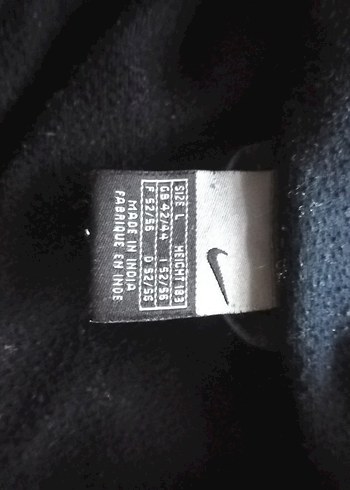 SIZE L HEIGHT 183
GB 42/44 I 52/56
F 52/56 D 52/56
MADE IN INDIA
FABRIQUE EN INDE